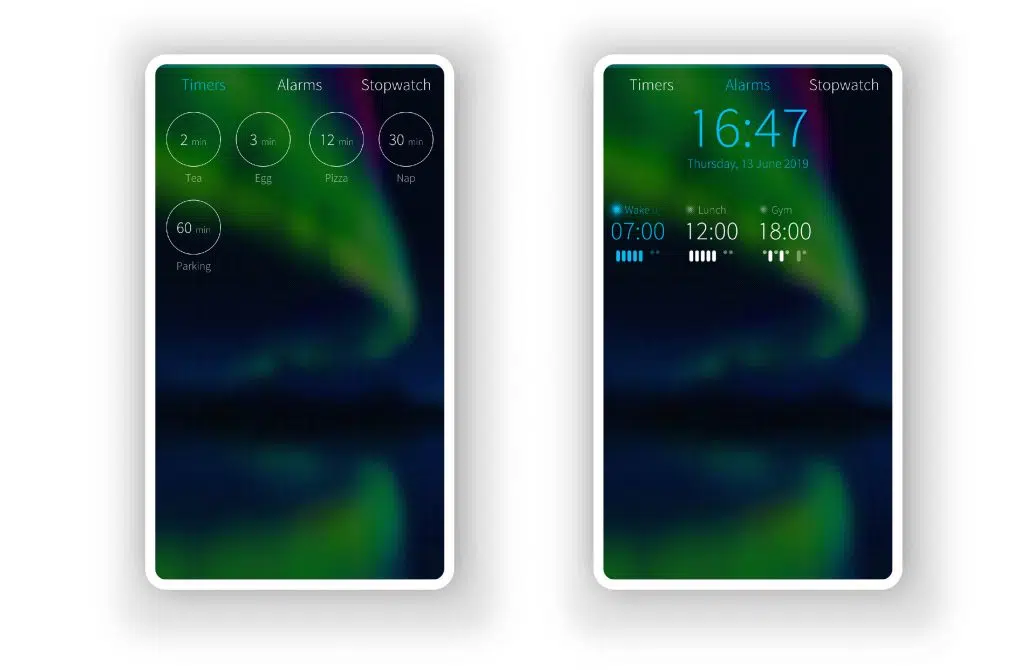 Timers Alarms Stopwatch
2 min 3 min 12 min 30 min
Tea Egg Pizza Nap
60 min
Parking
Timers Alarms Stopwatch
16:47
Thursday, 13 June 2019
Wake Lunch Gym
07:00 12:00 18:00